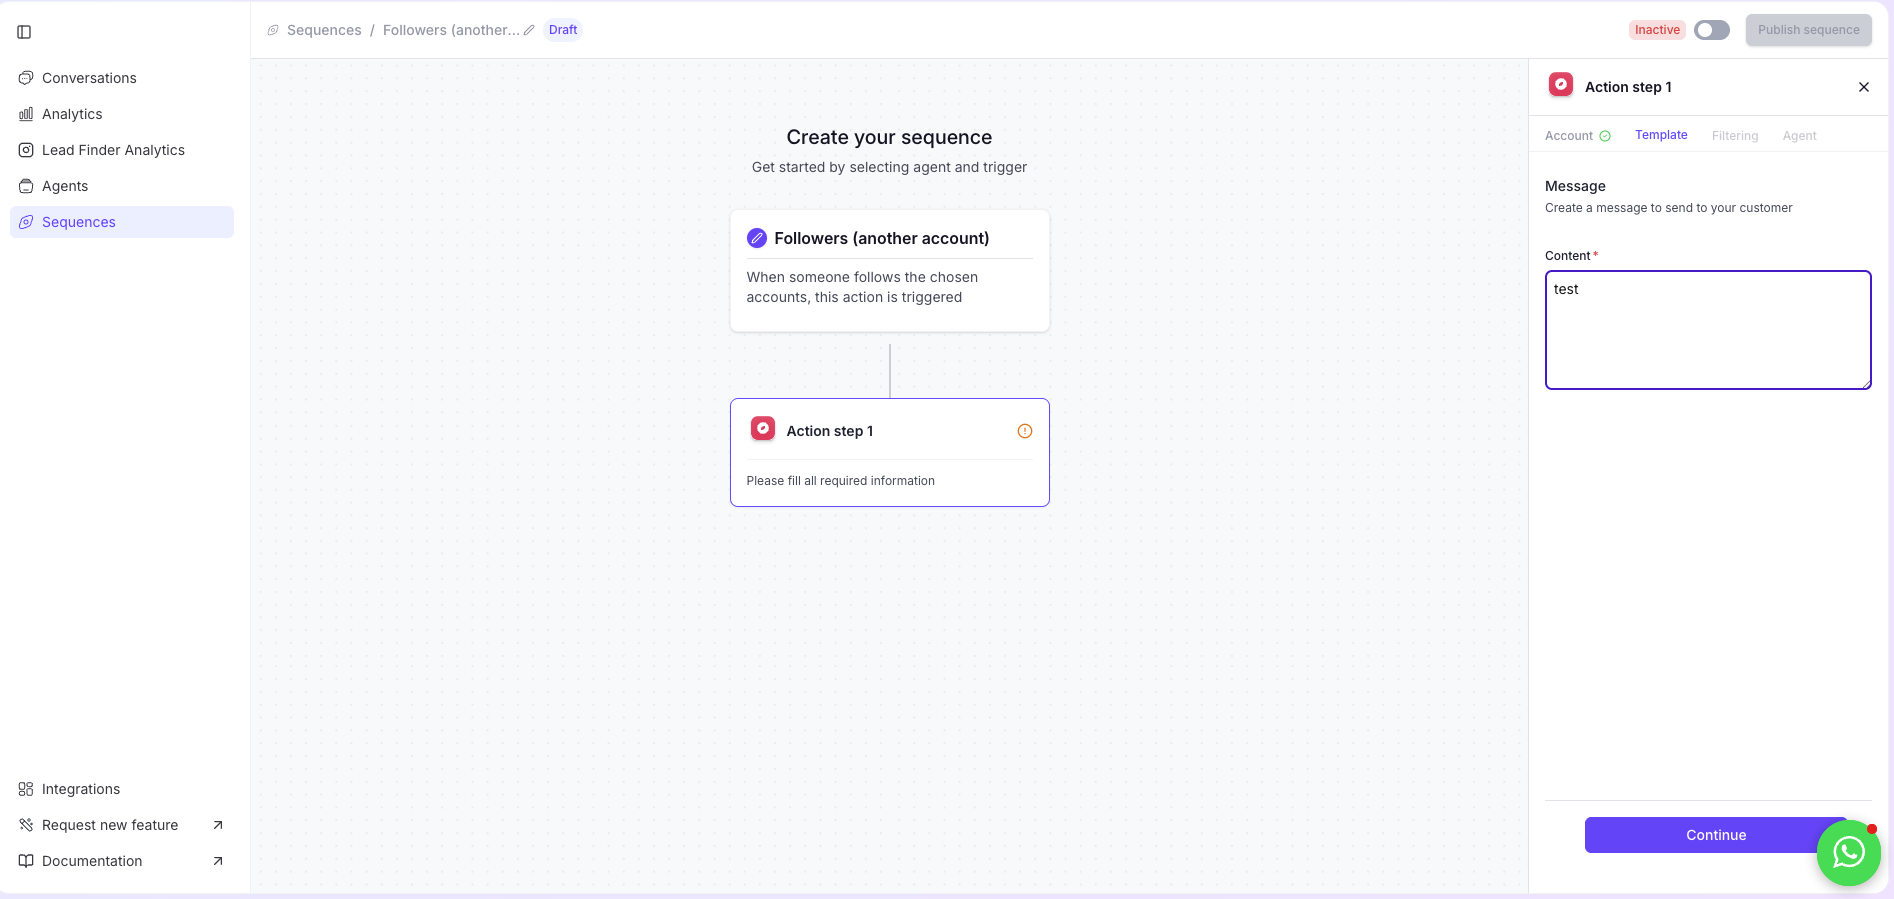 Sequences / Followers (another... Draft
Inactive
Publish sequence
Conversations
Analytics
Lead Finder Analytics
Agents
Sequences
Integrations
Request new feature
Documentation
Create your sequence
Get started by selecting agent and trigger
Followers (another account)
When someone follows the chosen
accounts, this action is triggered
Action step 1
Please fill all required information
Action step 1
Account Template Filtering Agent
Message
Create a message to send to your customer
Content *
test
Continue